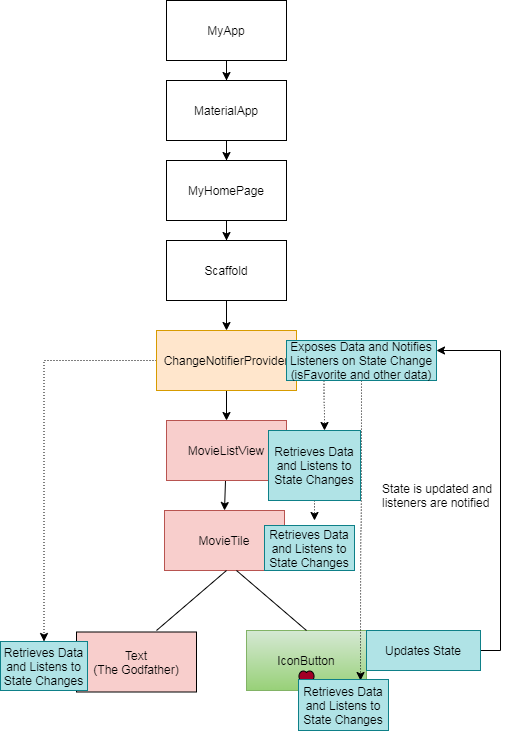 MyApp
MaterialApp
MyHomePage
Scaffold
ChangeNotifierProvider
Exposes Data and Notifies
Listeners on State Change
(isFavorite and other data)
MovieListView
Retrieves Data
and Listens to
State Changes
State is updated and
listeners are notified
MovieTile
Retrieves Data
and Listens to
State Changes
Retrieves Data
and Listens to
State Changes
Text
(The Godfather)
IconButton
Updates State
Retrieves Data
and Listens to
State Changes